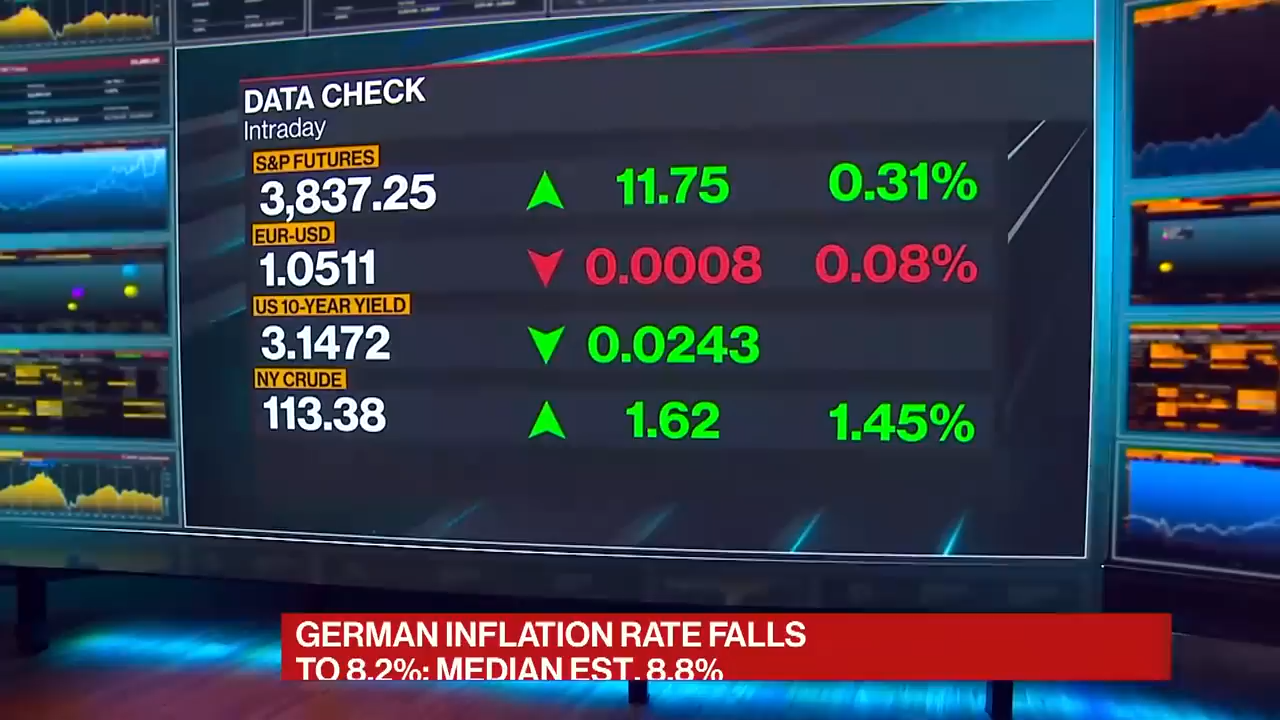 DATA CHECK
Intraday
S&P FUTURES
3,837.25 ▲ 11.75 0.31%
EUR-USD
1.0511 ▼ 0.0008 0.08%
US 10-YEAR YIELD
3.1472 ▼ 0.0243
NY CRUDE
113.38 ▲ 1.62 1.45%
GERMAN INFLATION RATE FALLS
TO 8.2%; MEDIAN EST. 8.8%